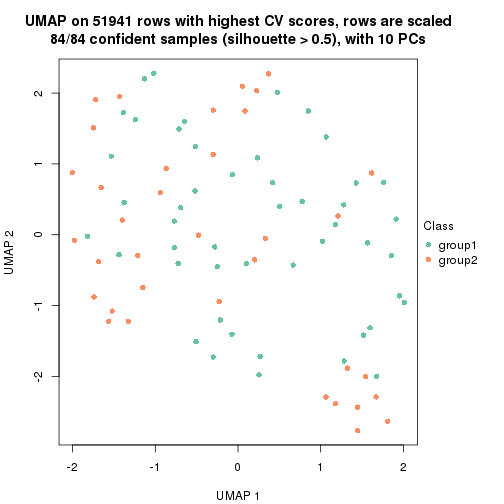 UMAP on 51941 rows with highest CV scores, rows are scaled
84/84 confident samples (silhouette > 0.5), with 10 PCs
UMAP 2
2
1
0
-1
-2
-2
-1
0
1
2
UMAP 1
Class
group1
group2